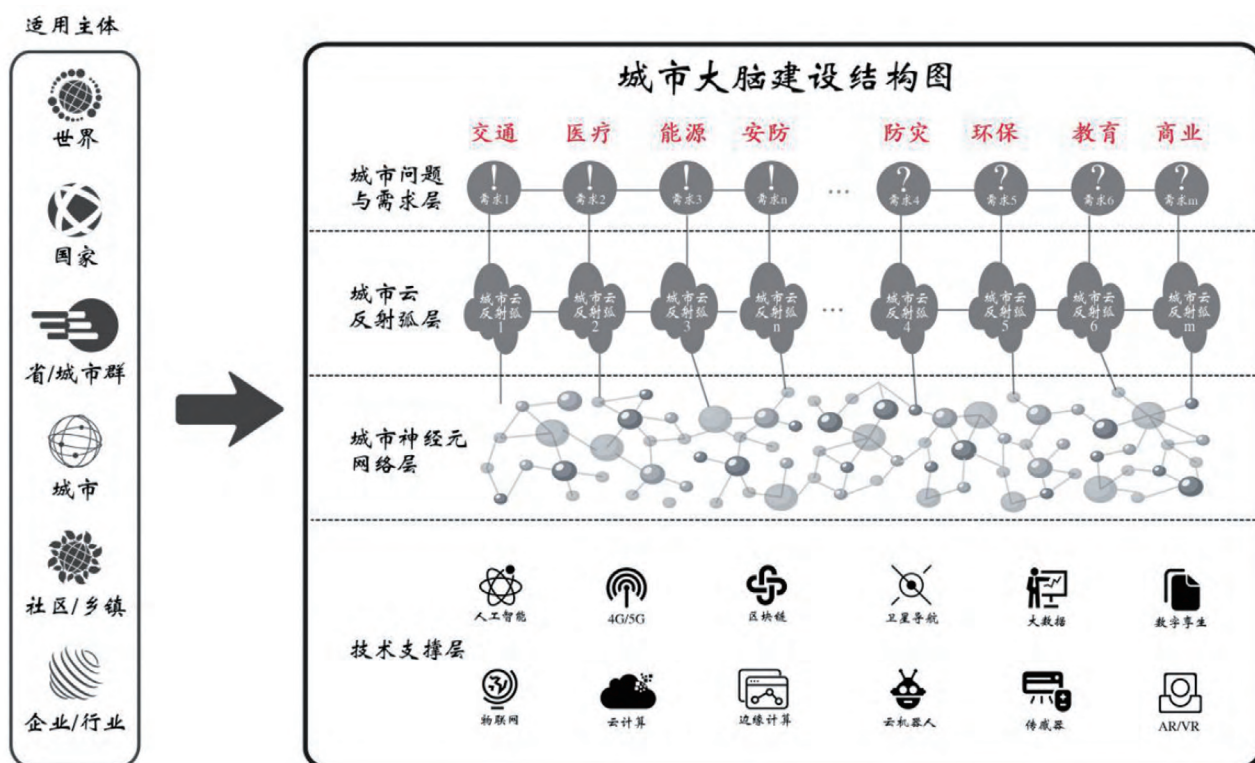 适用主体
世界
国家
省/城市群
城市
社区/乡镇
企业/行业
城市大脑建设结构图
交通 医疗 能源 安防 防灾 环保 教育 商业
城市问题
与需求层
! ! ! ! ? ? ? ?
需求1 需求2 需求3 需求n ... 需求4 需求5 需求6 需求m
城市云
反射弧层
城市云 城市云 城市云 城市云 城市云 城市云 城市云 城市云
反射弧 反射弧 反射弧 反射弧 ... 反射弧 反射弧 反射弧 反射弧
1 2 3 n 4 5 6 m
城市神经元
网络层
技术支撑层
人工智能 4G/5G 区块链 卫星导航 大数据 数字孪生
物联网 云计算 边缘计算 云机器人 传感器 AR/VR